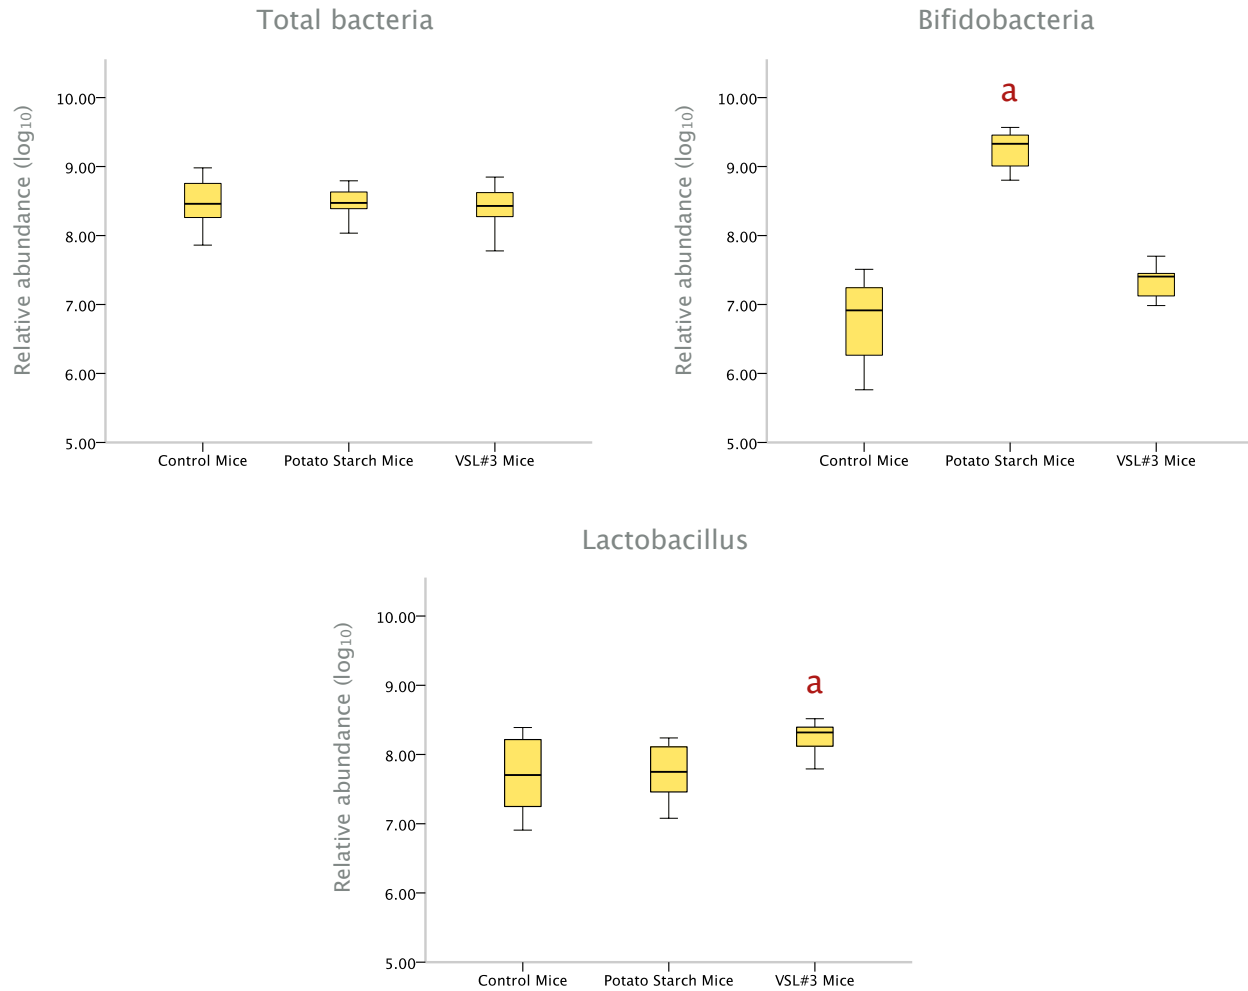 Total bacteria
Relative abundance (log₁₀)
10.00
9.00
8.00
7.00
6.00
5.00
Control Mice
Potato Starch Mice
VSL#3 Mice
Bifidobacteria
Relative abundance (log₁₀)
10.00
9.00
8.00
7.00
6.00
5.00
a
Control Mice
Potato Starch Mice
VSL#3 Mice
Lactobacillus
Relative abundance (log₁₀)
10.00
9.00
8.00
7.00
6.00
5.00
a
Control Mice
Potato Starch Mice
VSL#3 Mice